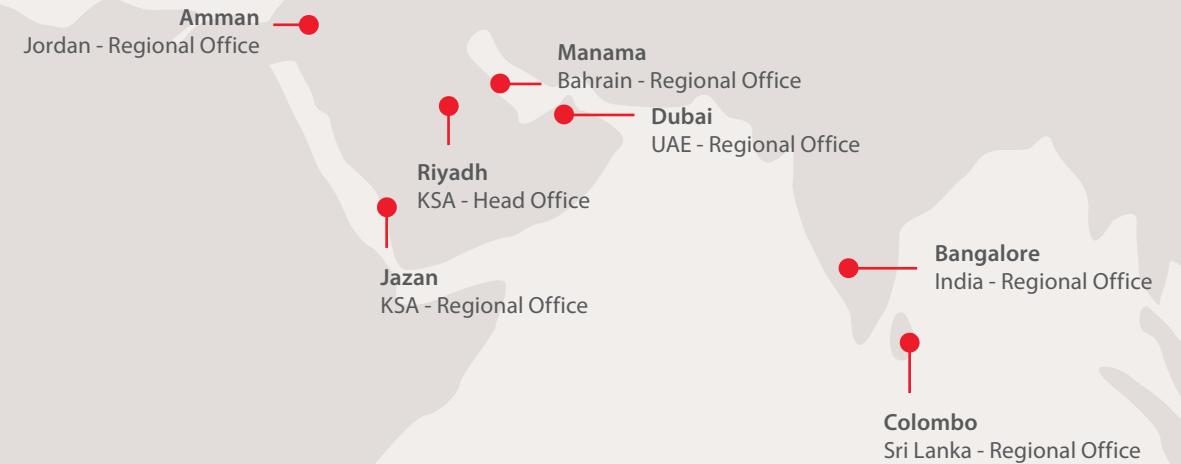 Amman
Jordan - Regional Office
Manama
Bahrain - Regional Office
Dubai
UAE - Regional Office
Riyadh
KSA - Head Office
Jazan
KSA - Regional Office
Bangalore
India - Regional Office
Colombo
Sri Lanka - Regional Office